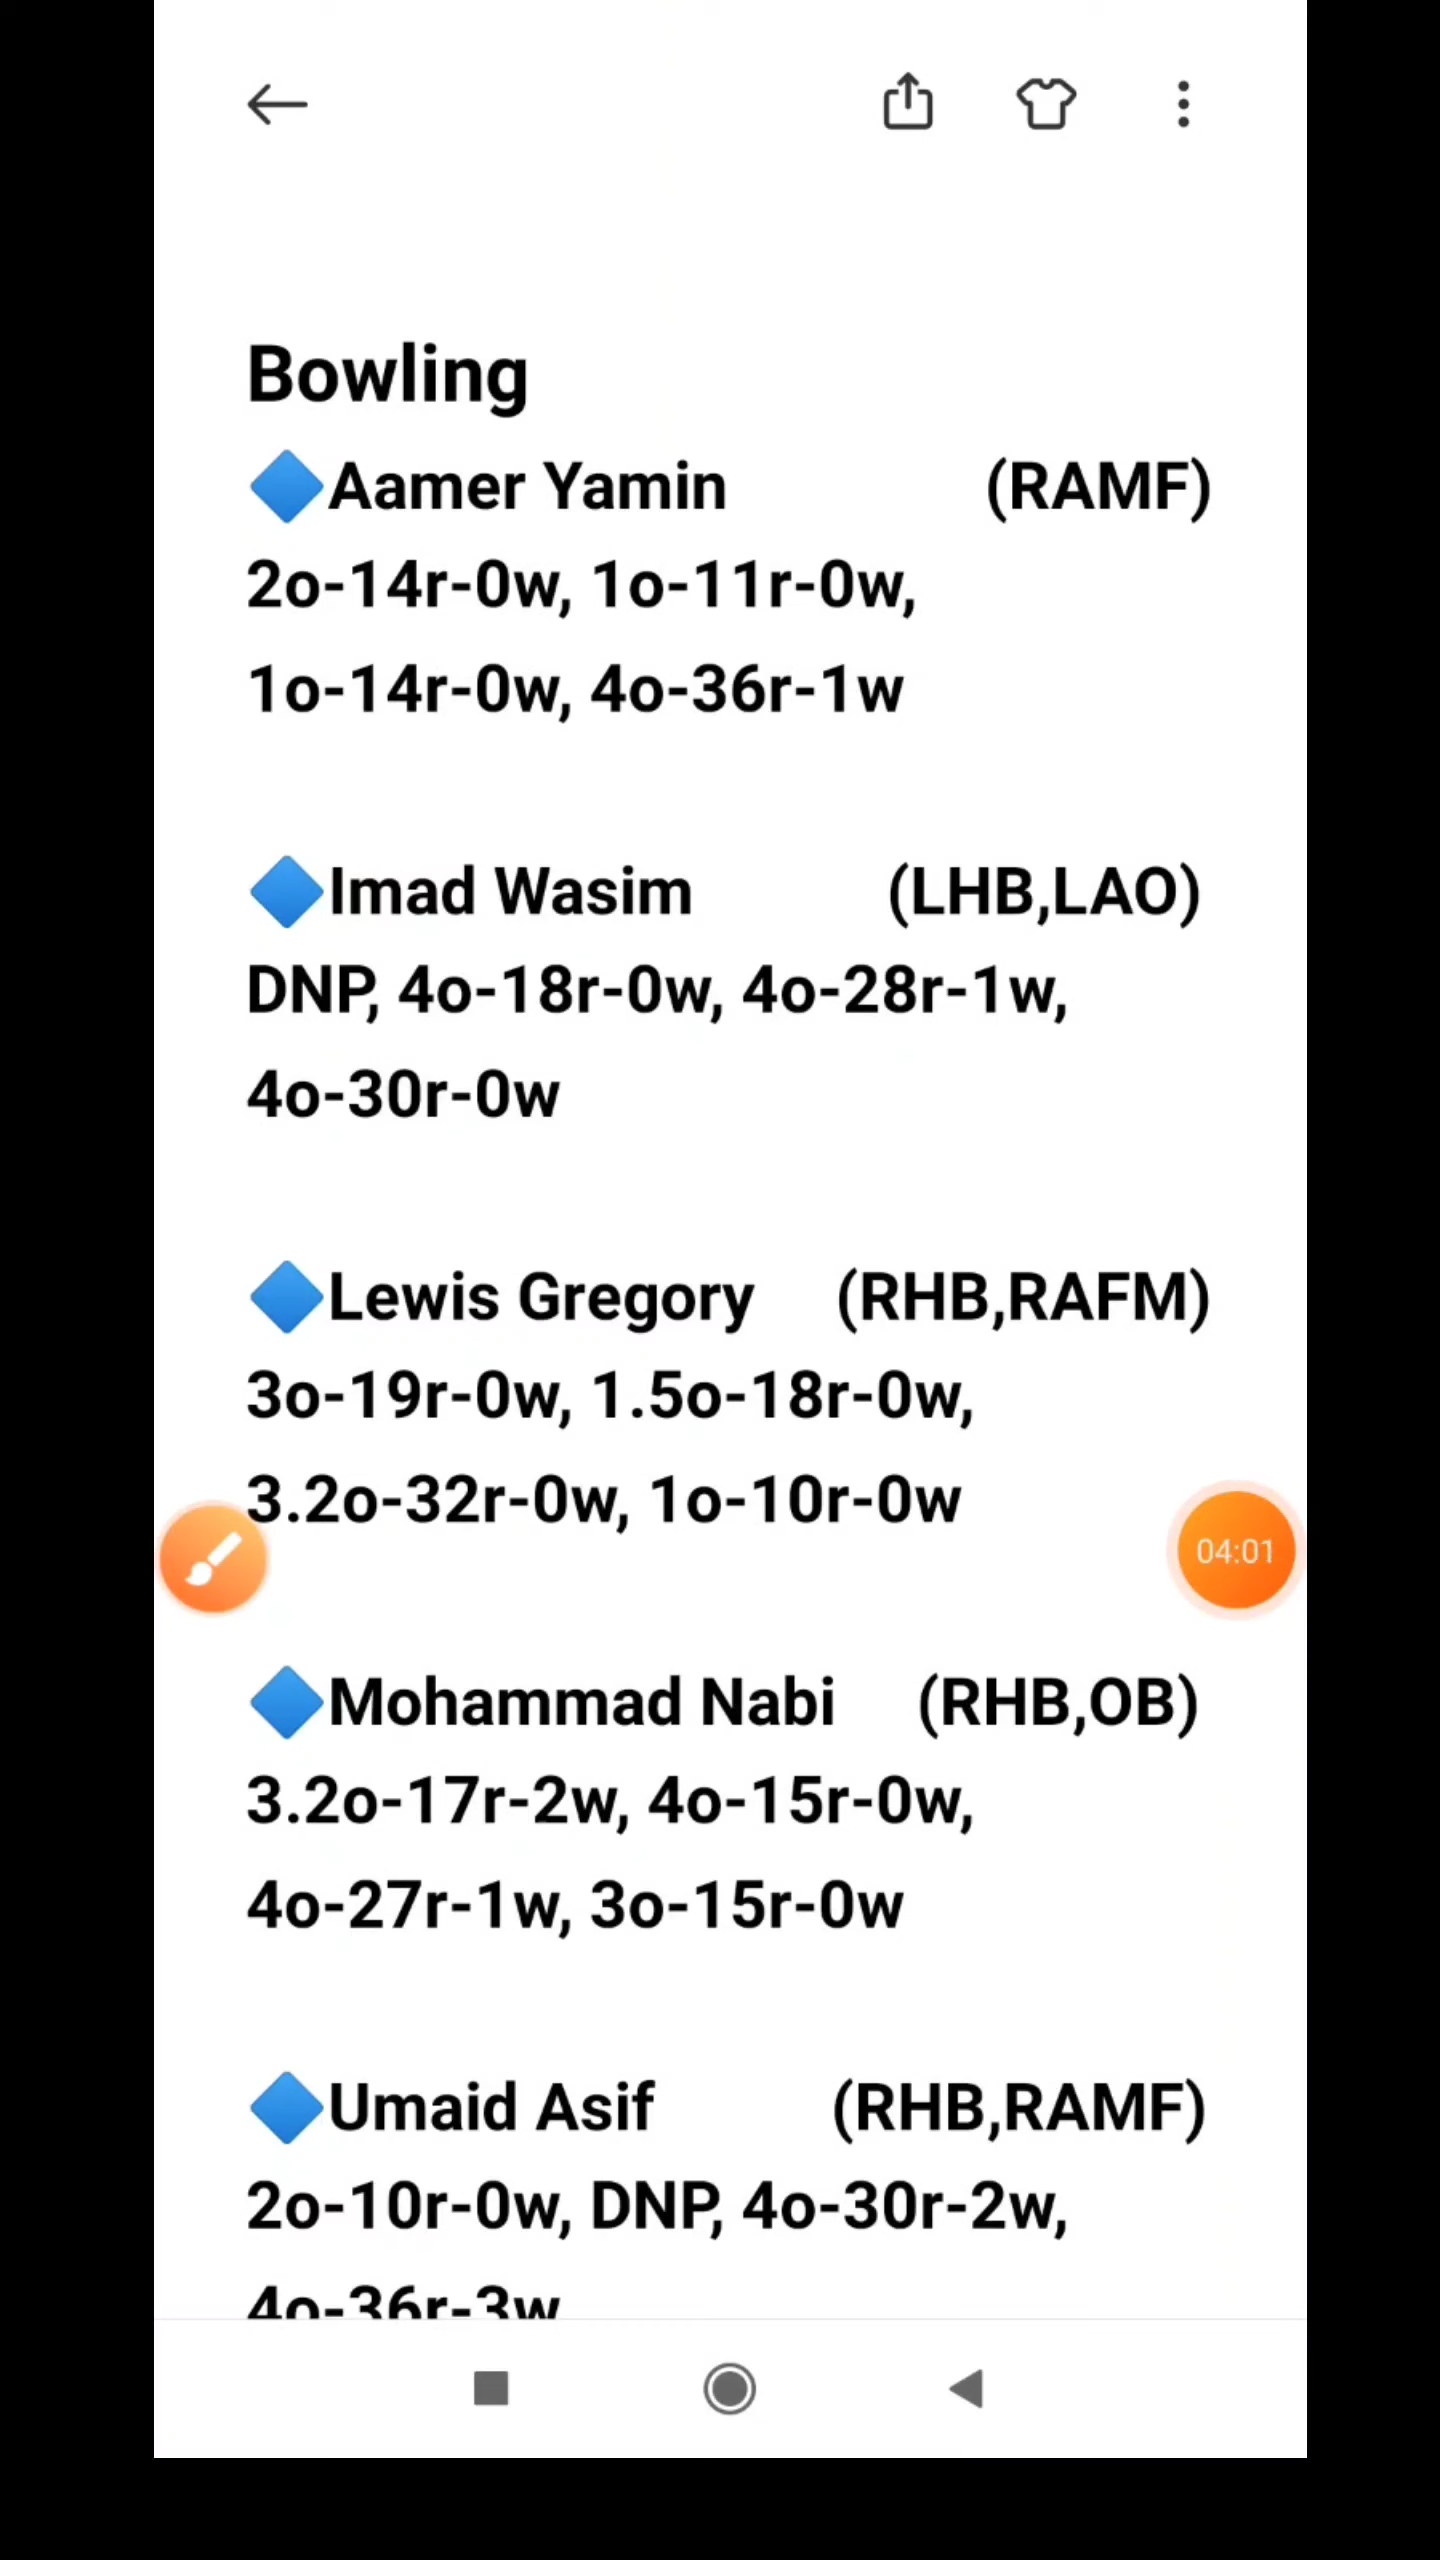 Bowling
🔷Aamer Yamin (RAMF)
2o-14r-0w, 1o-11r-0w,
1o-14r-0w, 4o-36r-1w
🔷Imad Wasim (LHB,LAO)
DNP, 4o-18r-0w, 4o-28r-1w,
4o-30r-0w
🔷Lewis Gregory (RHB,RAFM)
3o-19r-0w, 1.5o-18r-0w,
3.2o-32r-0w, 1o-10r-0w
04:01
🔷Mohammad Nabi (RHB,OB)
3.2o-17r-2w, 4o-15r-0w,
4o-27r-1w, 3o-15r-0w
🔷Umaid Asif (RHB,RAMF)
2o-10r-0w, DNP, 4o-30r-2w,
4o-36r-3w